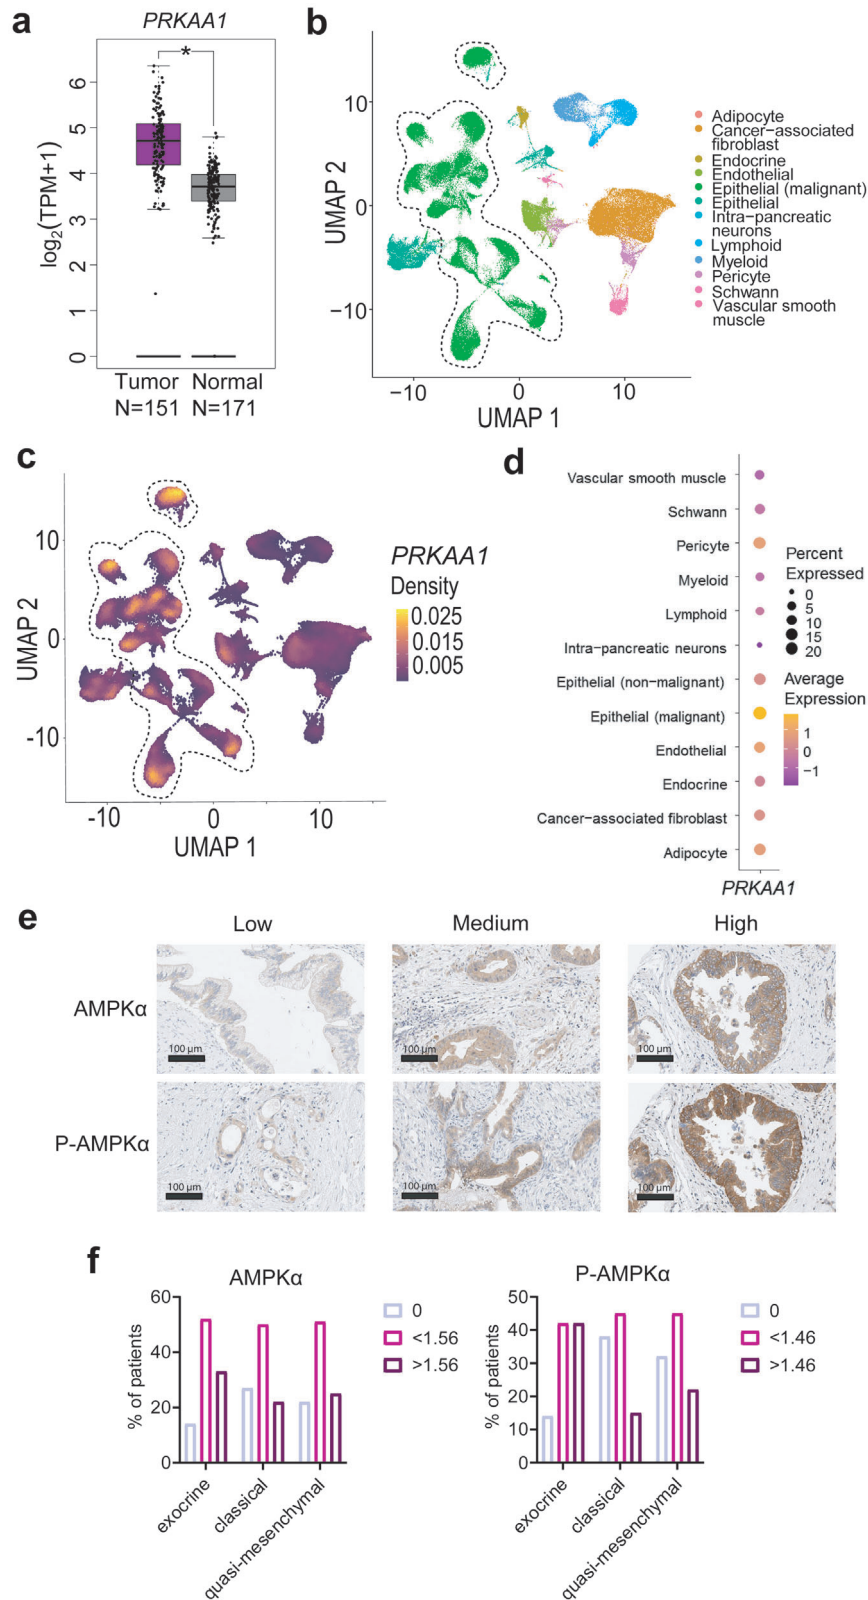 a
PRKAA1
*
log2(TPM+1)
6
5
4
3
2
1
0
Tumor Normal
N=151 N=171
b
UMAP 2
10
0
−10
−10 0 10
UMAP 1
Adipocyte
Cancer-associated
fibroblast
Endocrine
Endothelial
Epithelial (malignant)
Epithelial
Intra-pancreatic
neurons
Lymphoid
Myeloid
Pericyte
Schwann
Vascular smooth
muscle
c
UMAP 2
10
0
-10
-10 0 10
UMAP 1
PRKAA1
Density
0.025
0.015
0.005
d
Vascular smooth muscle
Schwann
Pericyte
Myeloid
Lymphoid
Intra-pancreatic neurons
Epithelial (non-malignant)
Epithelial (malignant)
Endothelial
Endocrine
Cancer−associated fibroblast
Adipocyte
PRKAA1
Percent
Expressed
0
5
10
15
20
Average
Expression
1
0
−1
e
Low Medium High
AMPKα
100 µm 100 µm 100 µm
P-AMPKα
100 µm 100 µm 100 µm
f
AMPKα
% of patients
60
40
20
0
exocrine
classical
quasi-mesenchymal
0
<1.56
>1.56
P-AMPKα
% of patients
50
40
30
20
10
0
exocrine
classical
quasi-mesenchymal
0
<1.46
>1.46